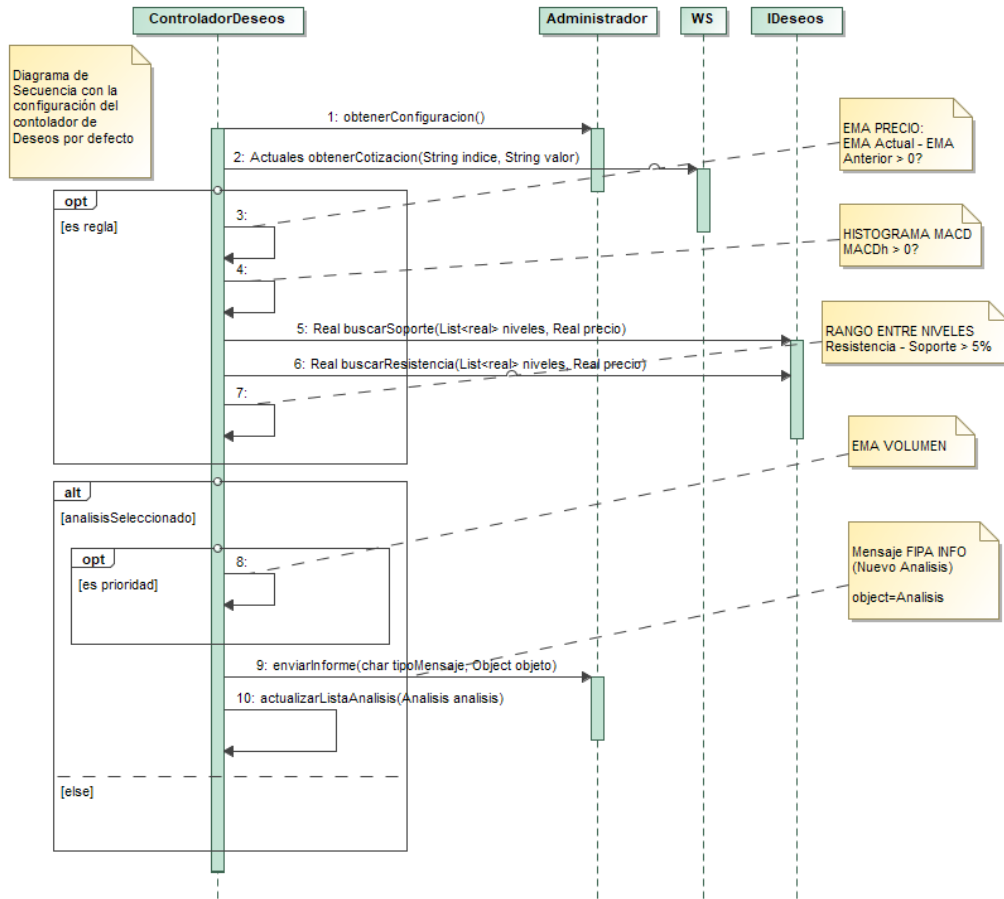 ControladorDeseos
Administrador
WS
IDeseos
Diagrama de
Secuencia con la
configuración del
contolador de
Deseos por defecto
1: obtenerConfiguracion()
EMA PRECIO:
EMA Actual - EMA
Anterior > 0?
2: Actuales obtenerCotizacion(String indice, String valor)
opt
[es regla]
3:
HISTOGRAMA MACD
MACDh > 0?
4:
5: Real buscarSoporte(List<real> niveles, Real precio)
RANGO ENTRE NIVELES
Resistencia - Soporte > 5%
6: Real buscarResistencia(List<real> niveles, Real precio)
7:
EMA VOLUMEN
alt
[analisisSeleccionado]
opt
[es prioridad]
8:
Mensaje FIPA INFO
(Nuevo Analisis)
object=Analisis
9: enviarInforme(char tipoMensaje, Object objeto)
10: actualizarListaAnalisis(Analisis analisis)
[else]